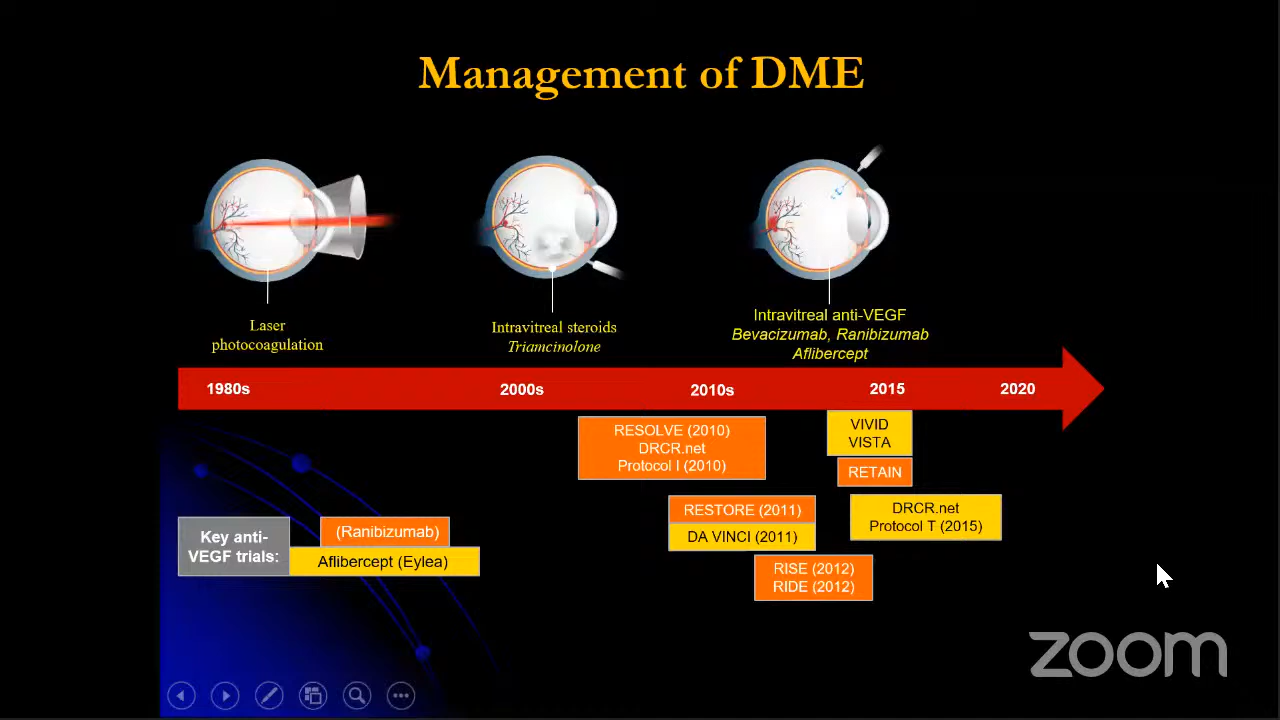 Management of DME
Laser
photocoagulation
Intravitreal steroids
Triamcinolone
Intravitreal anti-VEGF
Bevacizumab, Ranibizumab
Aflibercept
1980s
2000s
2010s
2015
2020
RESOLVE (2010)
DRCR.net
Protocol I (2010)
VIVID
VISTA
RETAIN
RESTORE (2011)
DA VINCI (2011)
DRCR.net
Protocol T (2015)
RISE (2012)
RIDE (2012)
Key anti-
VEGF trials:
(Ranibizumab)
Aflibercept (Eylea)
zoom